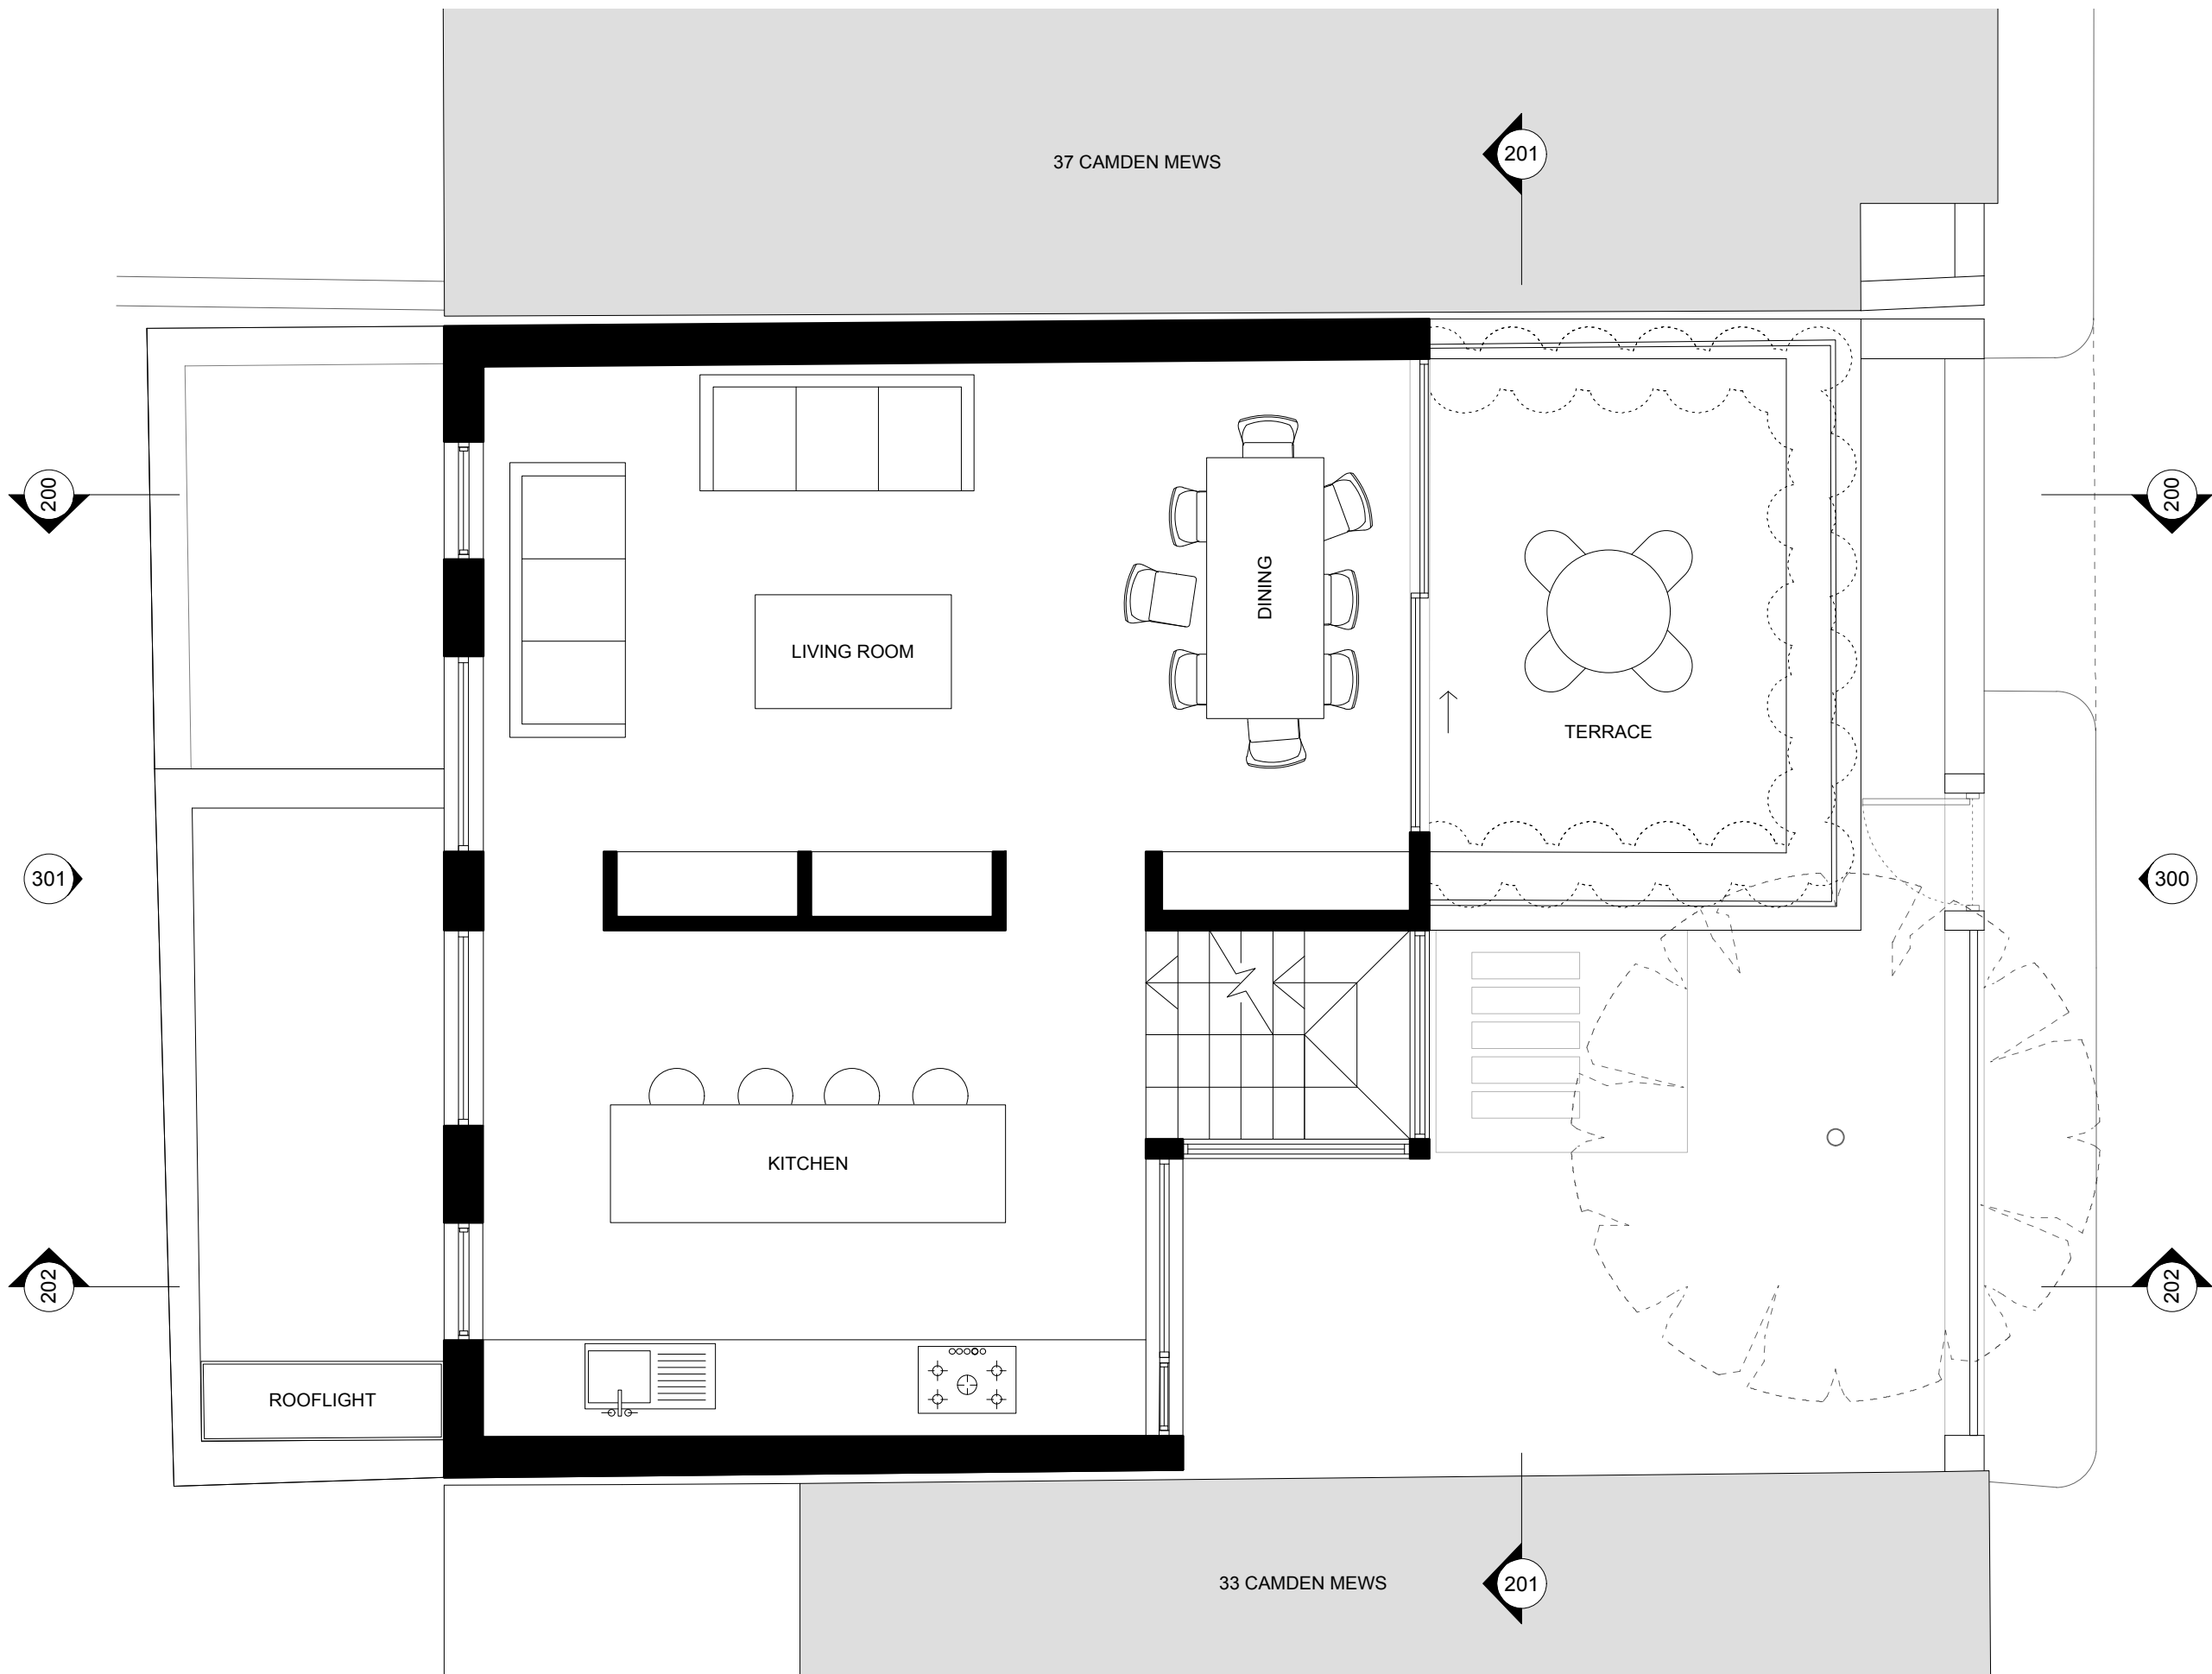 37 CAMDEN MEWS
201
200
200
DINING
LIVING ROOM
TERRACE
301
300
KITCHEN
202
202
ROOFLIGHT
33 CAMDEN MEWS
201